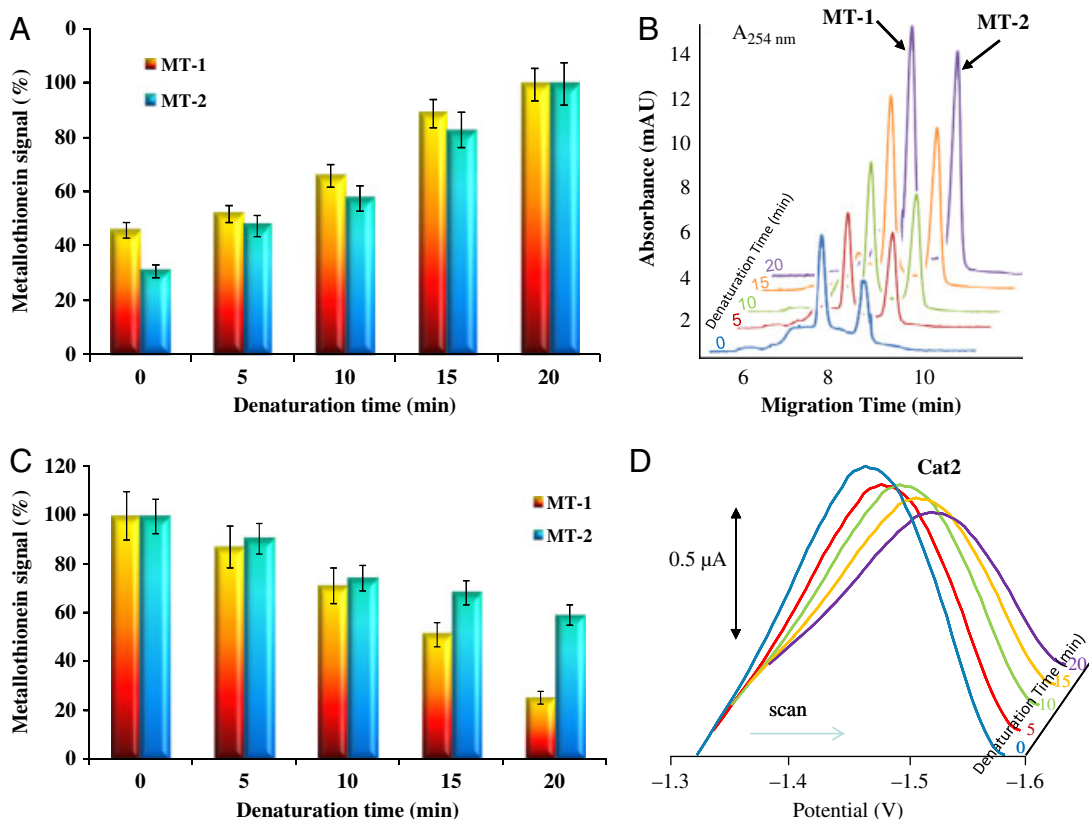 A
Metallothionein signal (%)
0
100
80
60
40
20
0
MT-1
MT-2
0 5 10 15 20
Denaturation time (min)
B
A254 nm
MT-1
MT-2
Absorbance (mAU)
14
12
10
8
6
4
2
Denaturation Time (min)
20
15
10
5
0
6 8 10
Migration Time (min)
C
Metallothionein signal (%)
120
100
80
60
40
20
0
MT-1
MT-2
0 5 10 15 20
Denaturation time (min)
D
Cat2
0.5 µA
scan
Denaturation Time (min)
20
15
10
5
0
−1.3 −1.4 −1.5 −1.6
Potential (V)